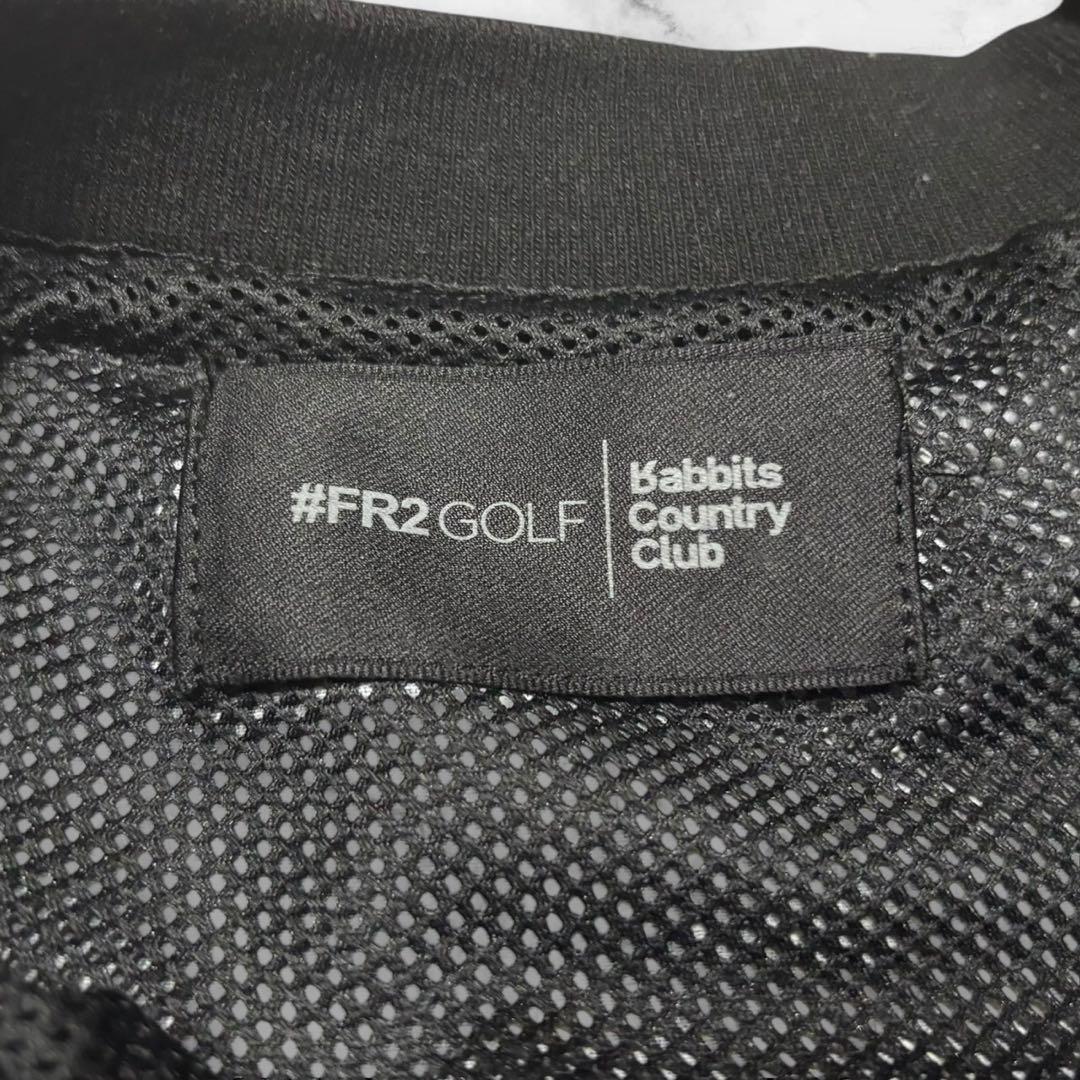 #FR2 GOLF
Rabbits
Country
Club